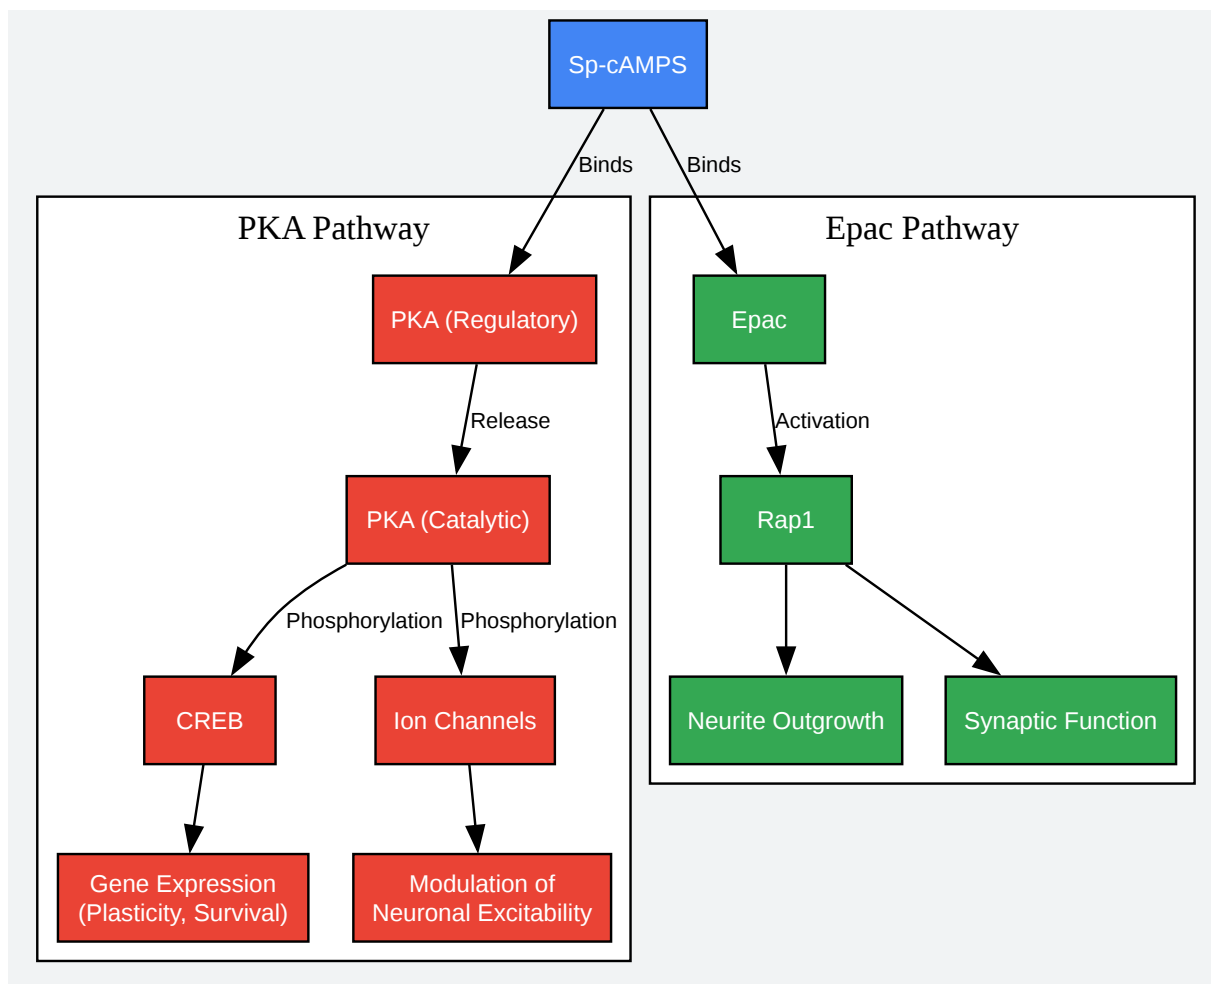 Sp-cAMPS
Binds
Binds
PKA Pathway
Epac Pathway
PKA (Regulatory)
Epac
Release
Activation
PKA (Catalytic)
Rap1
Phosphorylation
Phosphorylation
CREB
Ion Channels
Neurite Outgrowth
Synaptic Function
Gene Expression
(Plasticity, Survival)
Modulation of
Neuronal Excitability